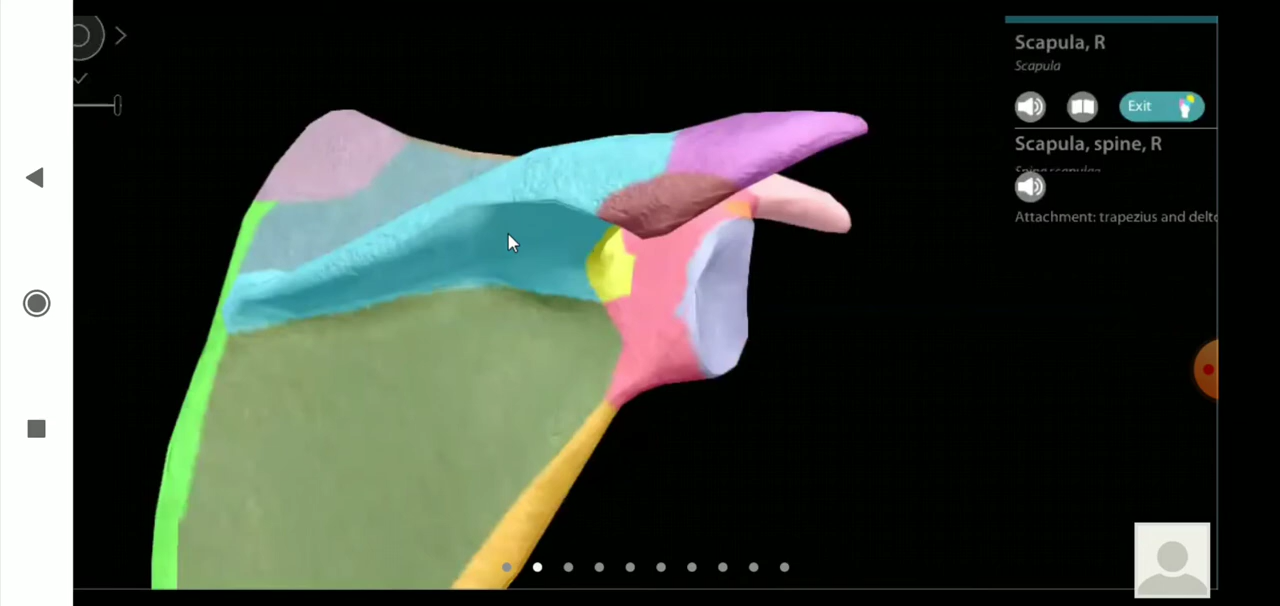 Scapula, R
Scapula
Exit
Scapula, spine, R
Attachment: trapezius and delto